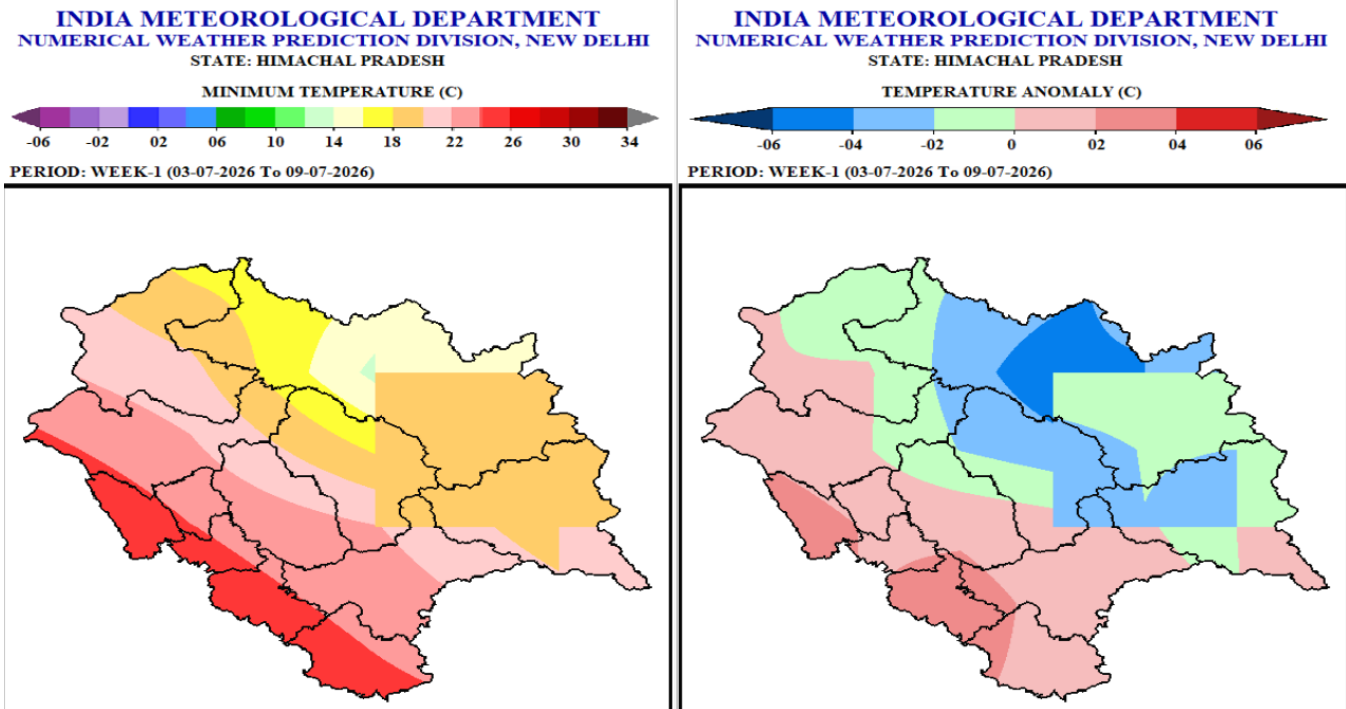 INDIA METEOROLOGICAL DEPARTMENT
NUMERICAL WEATHER PREDICTION DIVISION, NEW DELHI
STATE: HIMACHAL PRADESH
MINIMUM TEMPERATURE (C)
-06 -02 02 06 10 14 18 22 26 30 34
PERIOD: WEEK-1 (03-07-2026 To 09-07-2026)
INDIA METEOROLOGICAL DEPARTMENT
NUMERICAL WEATHER PREDICTION DIVISION, NEW DELHI
STATE: HIMACHAL PRADESH
TEMPERATURE ANOMALY (C)
-06 -04 -02 0 02 04 06
PERIOD: WEEK-1 (03-07-2026 To 09-07-2026)